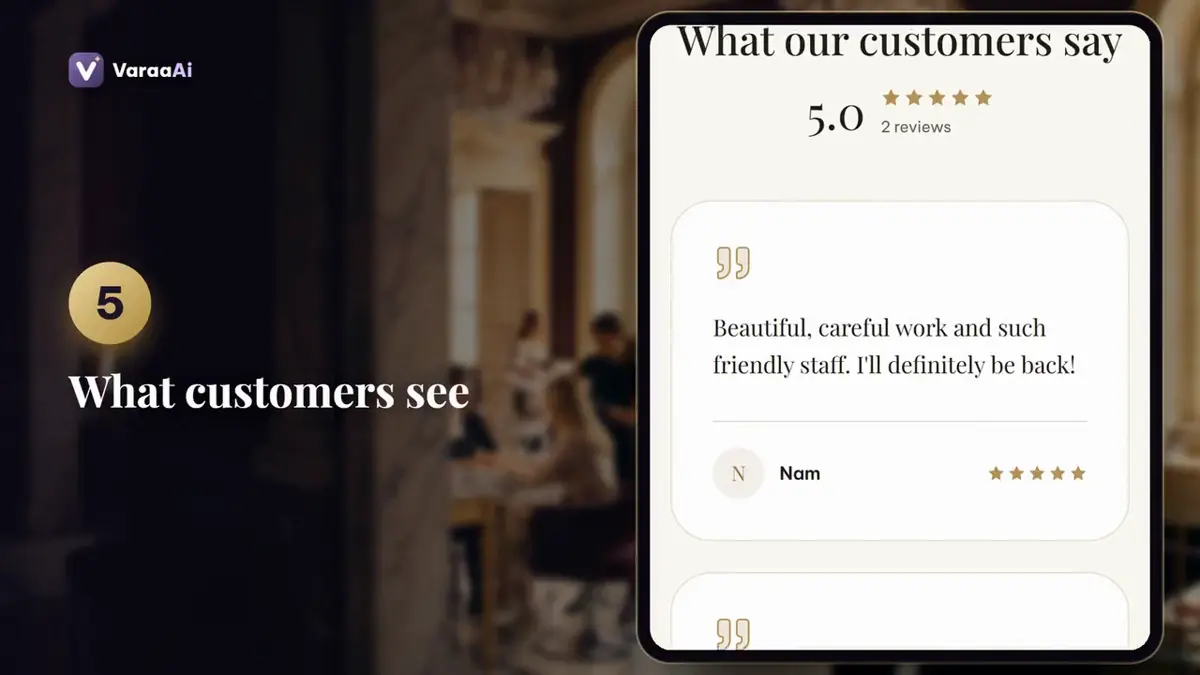 VaraaAi
5
What customers see
What our customers say
5.0
2 reviews
Beautiful, careful work and such
friendly staff. I'll definitely be back!
N
Nam